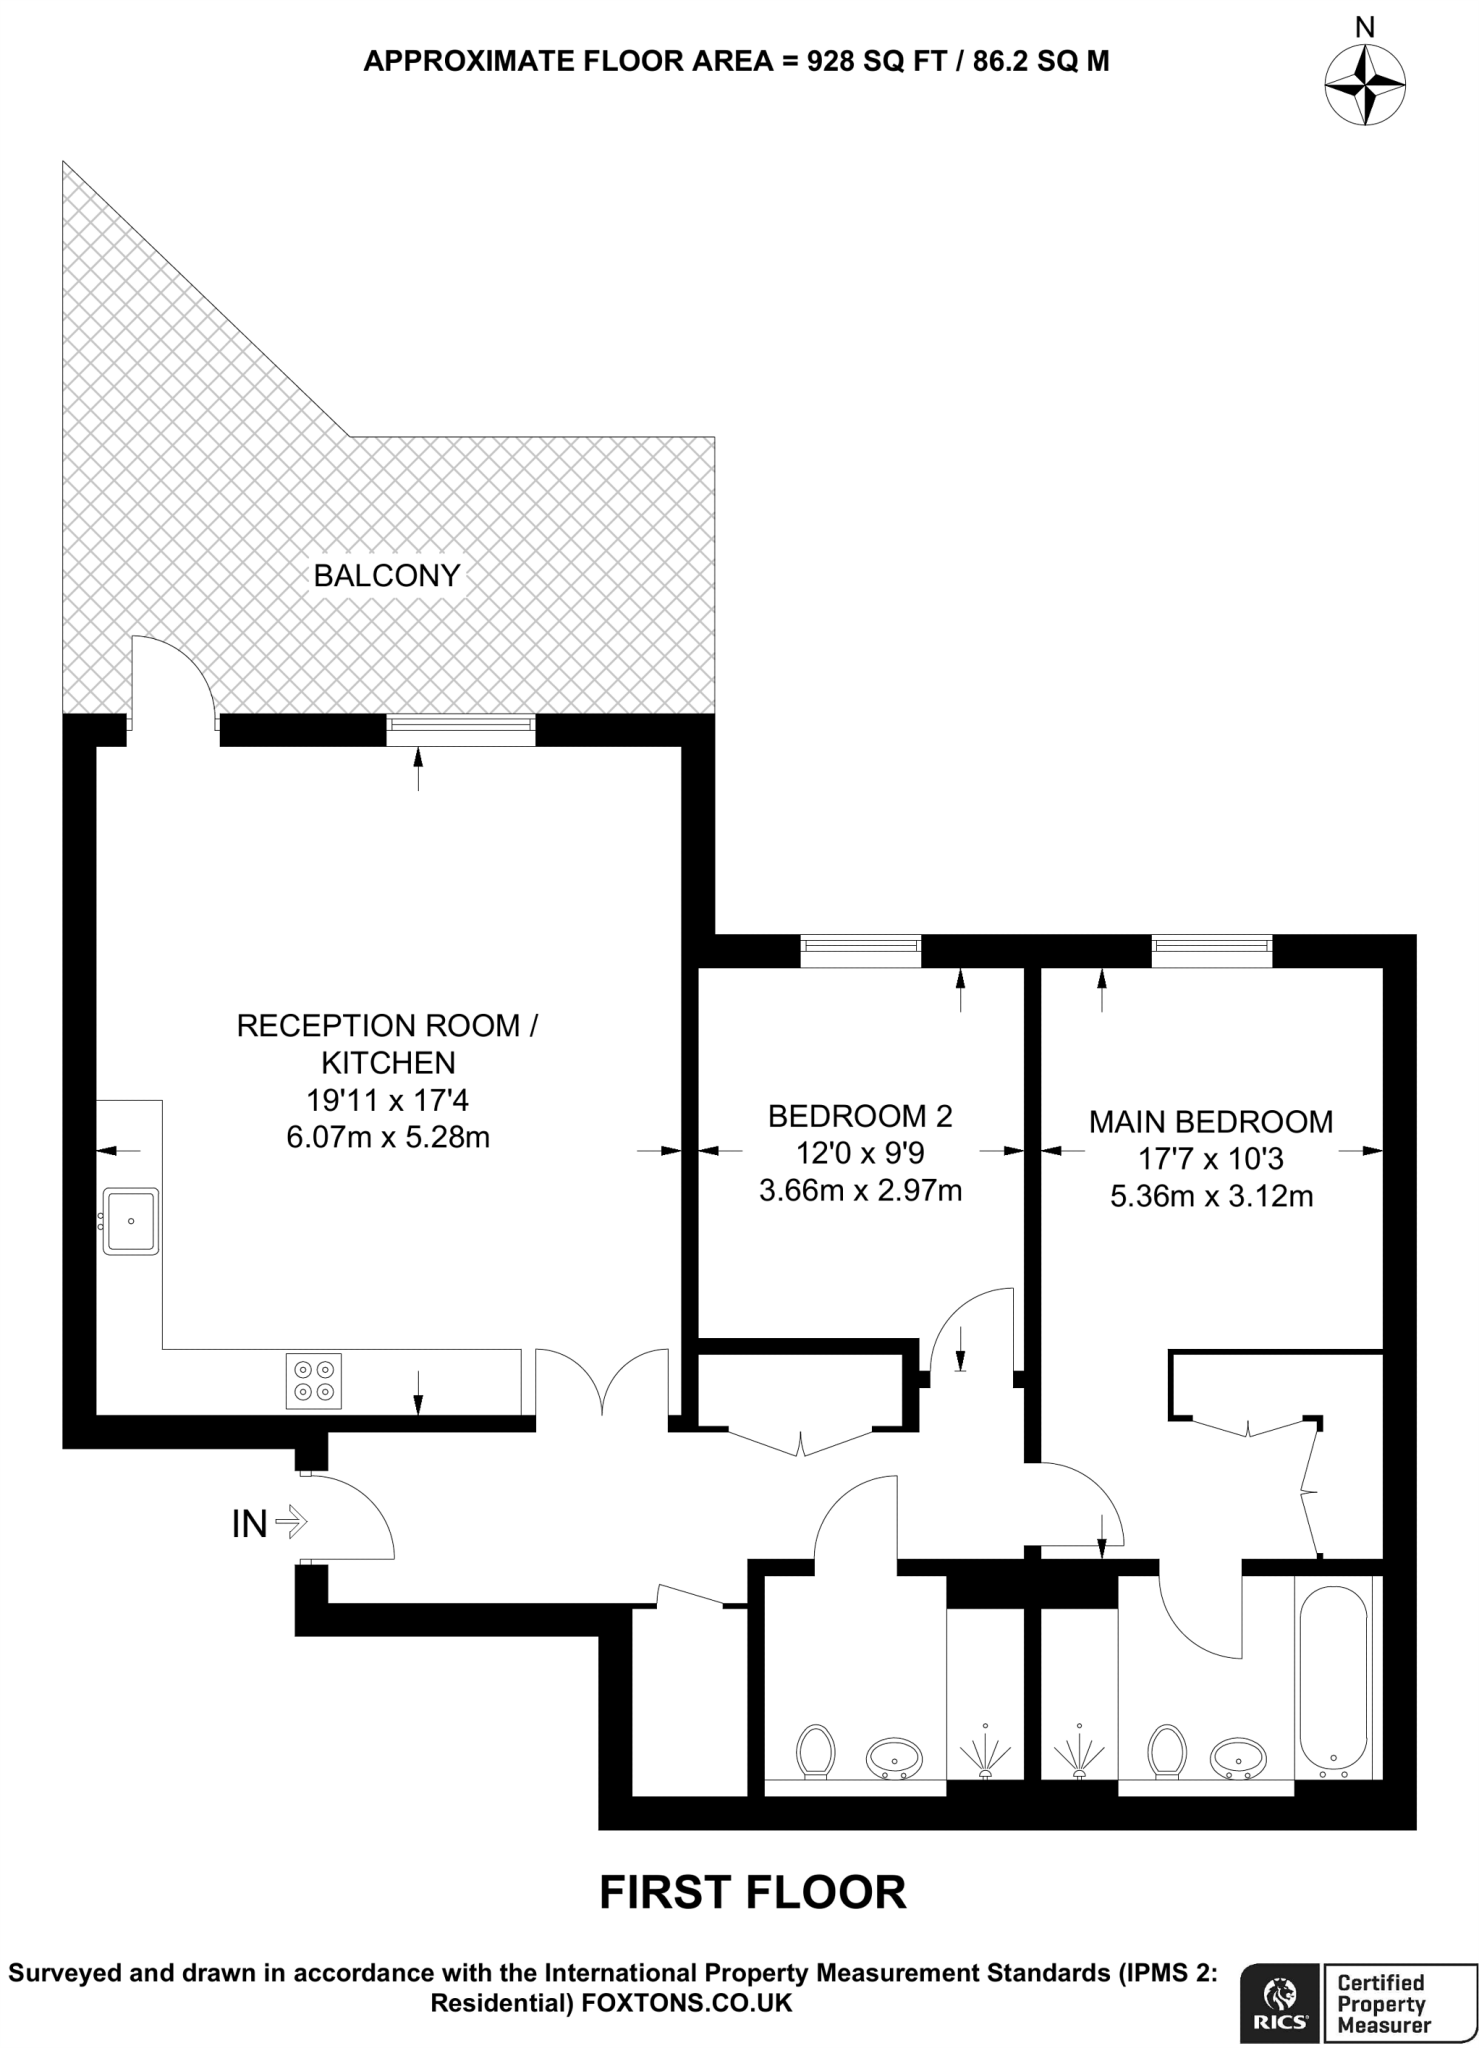 N
APPROXIMATE FLOOR AREA = 928 SQ FT / 86.2 SQ M
BALCONY
RECEPTION ROOM /
KITCHEN
19'11 x 17'4
6.07m x 5.28m
BEDROOM 2
12'0 x 9'9
3.66m x 2.97m
MAIN BEDROOM
17'7 x 10'3
5.36m x 3.12m
IN
FIRST FLOOR
Surveyed and drawn in accordance with the International Property Measurement Standards (IPMS 2:
Residential) FOXTONS.CO.UK
RICS
Certified
Property
Measurer